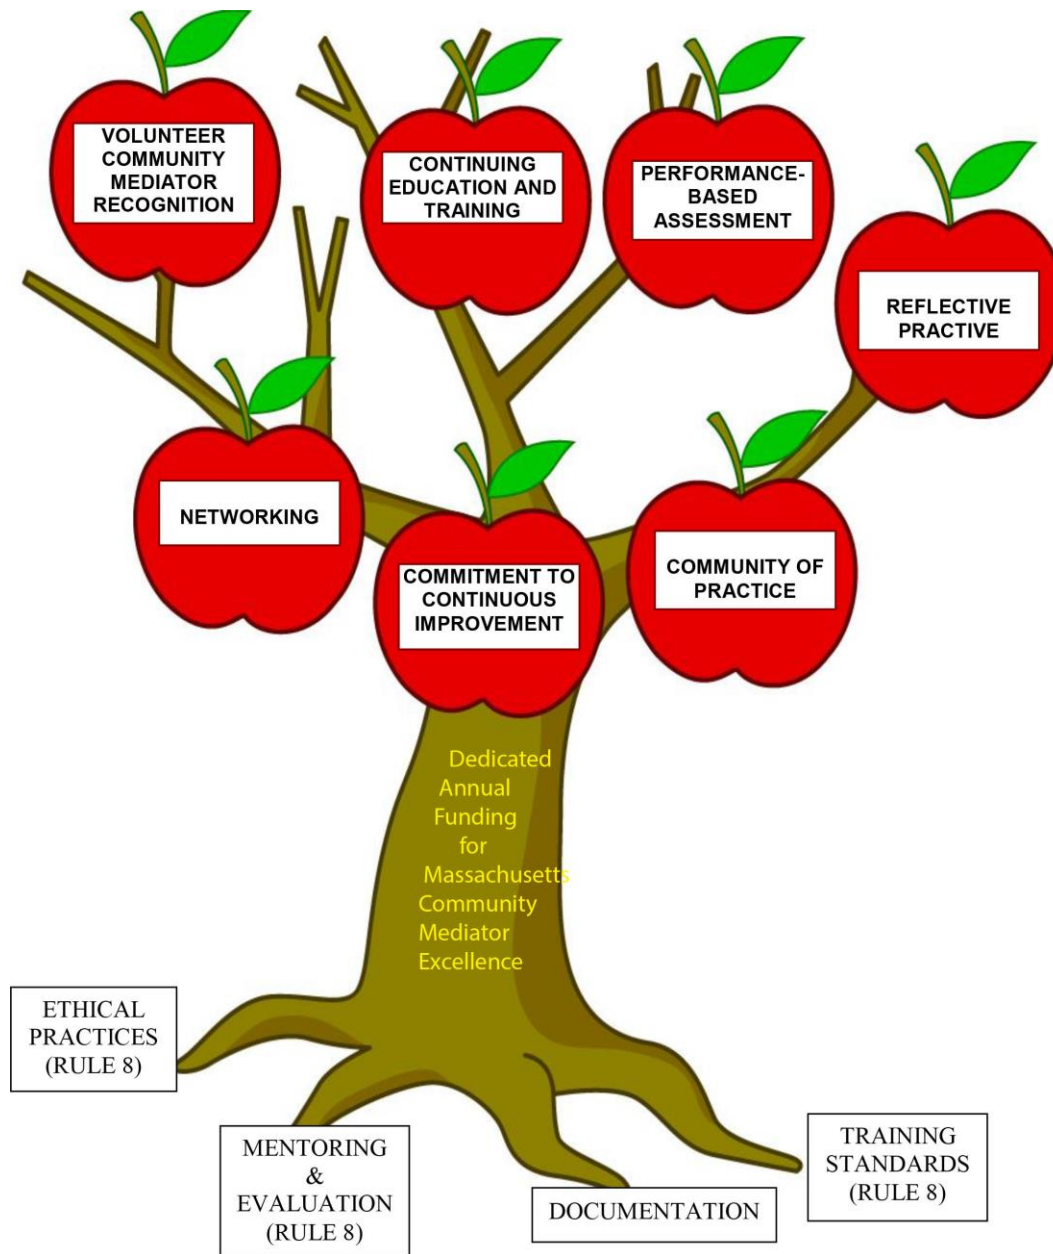 VOLUNTEER
COMMUNITY
MEDIATOR
RECOGNITION
CONTINUING
EDUCATION AND
TRAINING
PERFORMANCE-
BASED
ASSESSMENT
REFLECTIVE
PRACTIVE
NETWORKING
COMMITMENT TO
CONTINUOUS
IMPROVEMENT
COMMUNITY OF
PRACTICE
Dedicated
Annual
Funding
for
Massachusetts
Community
Mediator
Excellence
ETHICAL
PRACTICES
(RULE 8)
MENTORING
&
EVALUATION
(RULE 8)
DOCUMENTATION
TRAINING
STANDARDS
(RULE 8)